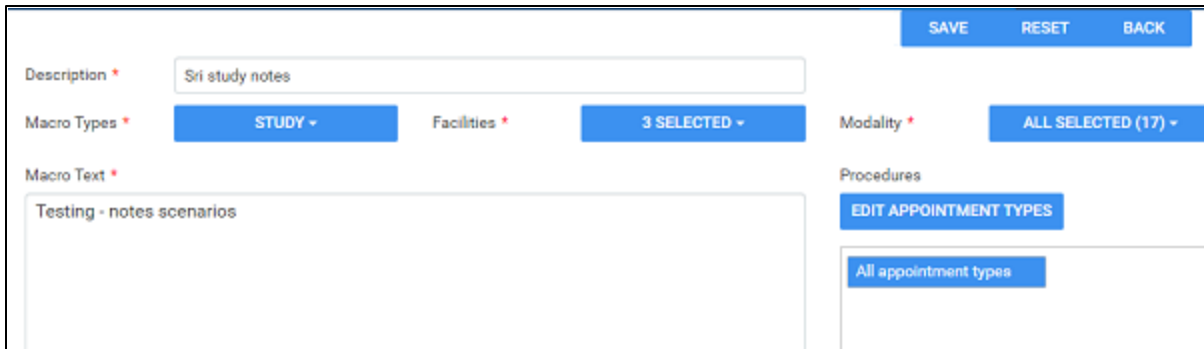 SAVE RESET BACK
Description * Sri study notes
Macro Types * STUDY Facilities * 3 SELECTED Modality * ALL SELECTED (17)
Macro Text * Procedures
Testing - notes scenarios EDIT APPOINTMENT TYPES
All appointment types